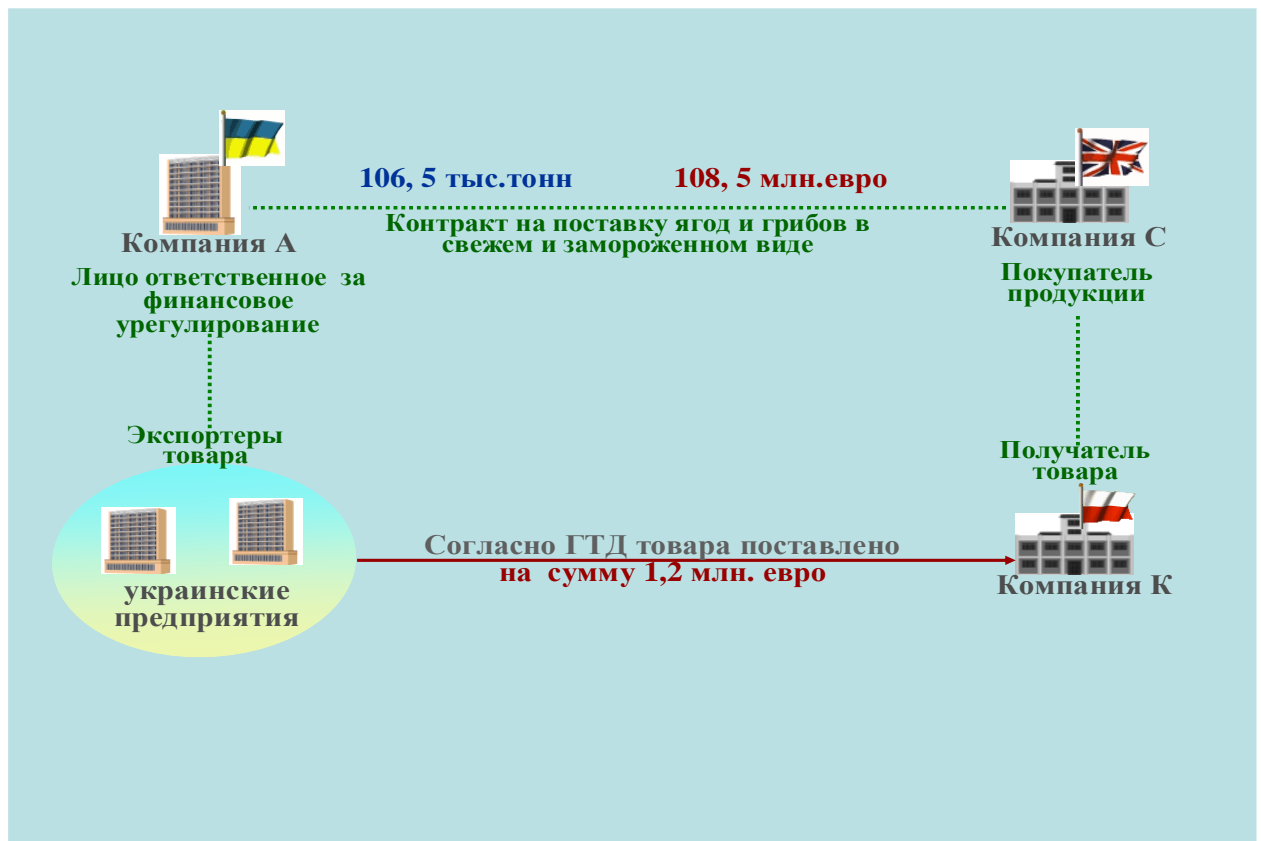 106, 5 тыс.тонн
108, 5 млн.евро
Контракт на поставку ягод и грибов в
свежем и замороженном виде
Компания А
Компания С
Лицо ответственное за
финансовое
урегулирование
Покупатель
продукции
Экспортеры
товара
Получатель
товара
Согласно ГТД товара поставлено
на сумму 1,2 млн. евро
украинские
предприятия
Компания К